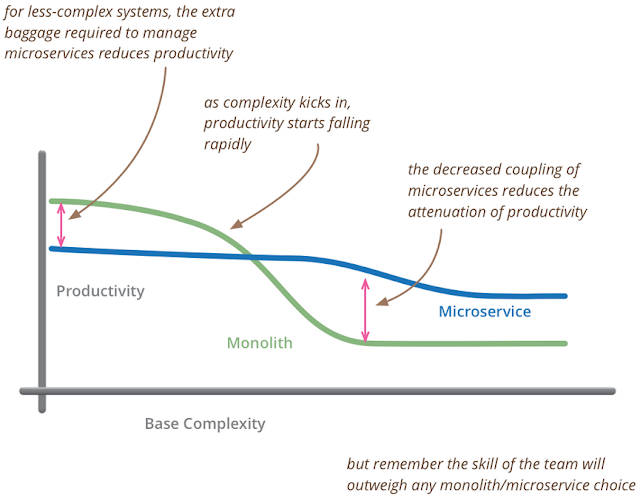 for less-complex systems, the extra
baggage required to manage
microservices reduces productivity
as complexity kicks in,
productivity starts falling
rapidly
the decreased coupling of
microservices reduces the
attenuation of productivity
Productivity
Microservice
Monolith
Base Complexity
but remember the skill of the team will
outweigh any monolith/microservice choice